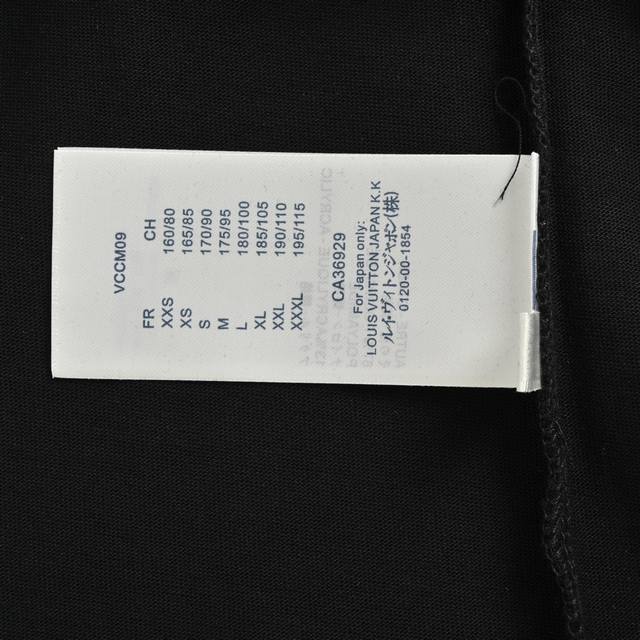 VCCM09
FR CH
XXS 160/80
XS 165/85
S 170/90
M 175/95
L 180/100
XL 185/105
XXL 190/110
XXXL 195/115
CA36929
For Japan only:
LOUIS VUITTON JAPAN K.K
ルイ・ヴィトンジャパン(株)
0120-00-1854